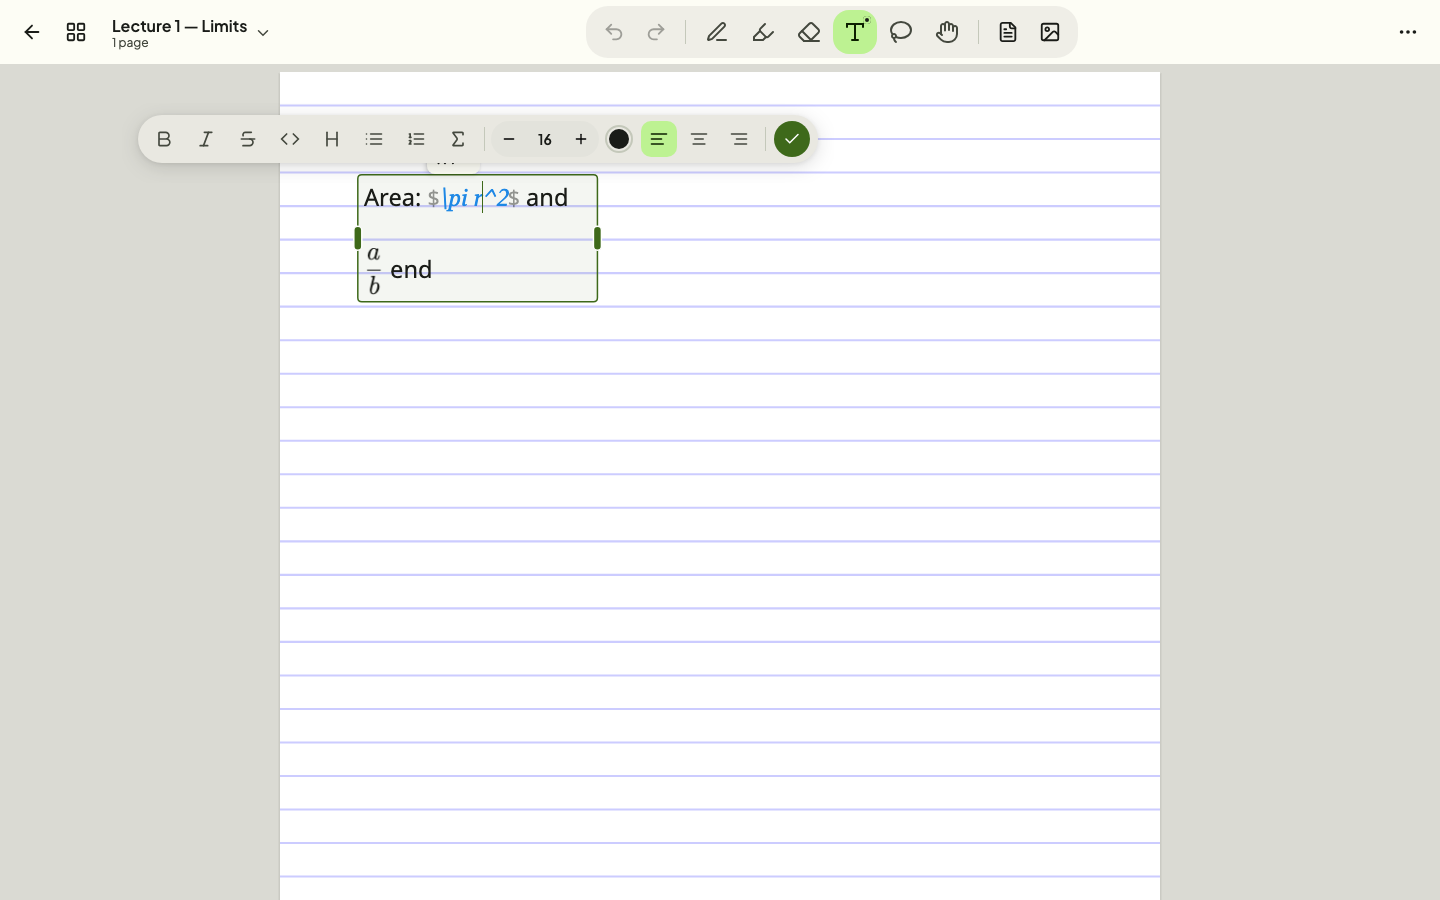 Lecture 1 — Limits
1 page
16
Area: $\pi r^2$ and
a
b
end